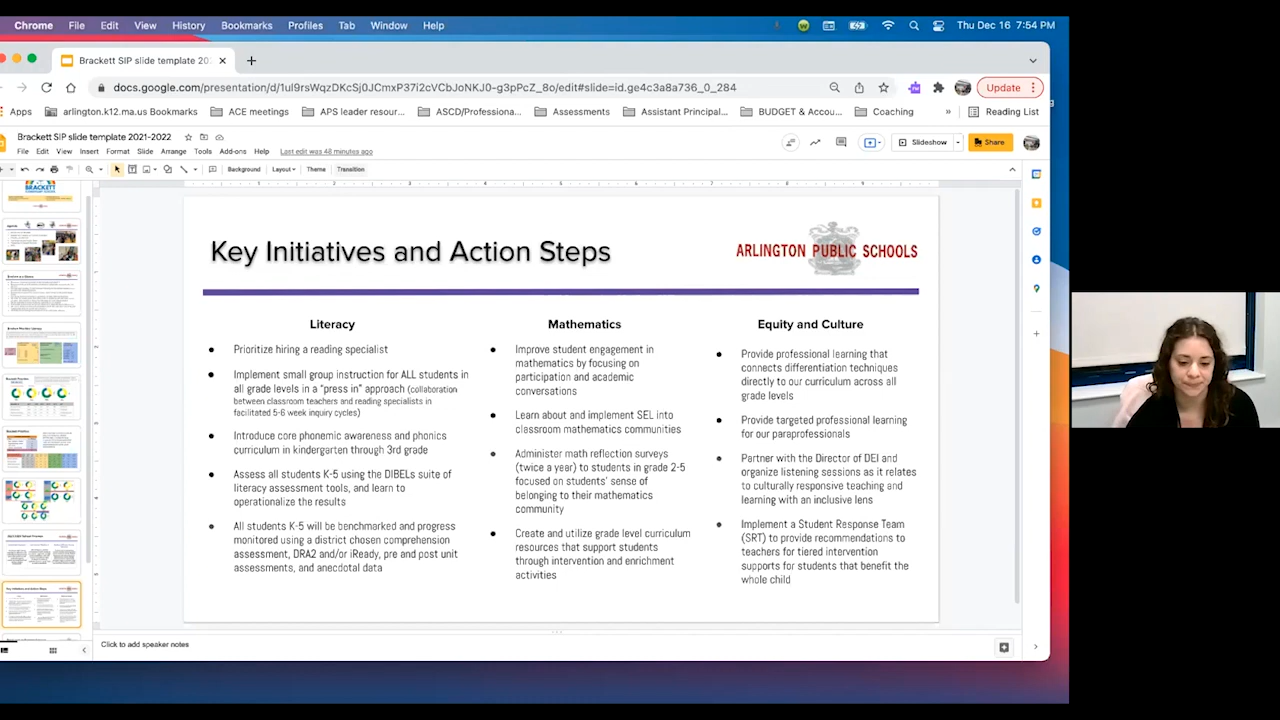 Chrome File Edit View History Bookmarks Profiles Tab Window Help Thu Dec 16 7:54 PM
Brackett SIP slide template 202
docs.google.com/presentation/d/1uI9rsWqzDKcSj0JCmxP37i2cVCbJoNKJ0-g3pPcZ_8o/edit#slide=id.ge4c3a8a736_0_284 Update
Apps arlington.k12.ma.us Bookmarks ACE meetings APS leader resour... ASCD/Professiona... Assessments Assistant Principal... BUDGET & Accou... Coaching » Reading List
Brackett SIP slide template 2021-2022
File Edit View Insert Format Slide Arrange Tools Add-ons Help Last edit was 48 minutes ago
Slideshow Share
Background Layout Theme Transition
Key Initiatives and Action Steps
ARLINGTON PUBLIC SCHOOLS
Literacy
Prioritize hiring a reading specialist
Implement small group instruction for ALL students in
all grade levels in a "press in" approach (collaboration
between classroom teachers and reading specialists in
facilitated 5-6 week inquiry cycles)
Introduce core phonemic awareness and phonics
curriculum in kindergarten through 3rd grade
Assess all students K-5 using the DIBELs suite of
literacy assessment tools, and learn to
operationalize the results
All students K-5 will be benchmarked and progress
monitored using a district chosen comprehension
assessment, DRA2 and/or iReady, pre and post unit
assessments, and anecdotal data
Mathematics
Improve student engagement in
mathematics by focusing on
participation and academic
conversations
Learn about and implement SEL into
classroom mathematics communities
Administer math reflection surveys
(twice a year) to students in grade 2-5
focused on students' sense of
belonging to their mathematics
community
Create and utilize grade level curriculum
resources that support students
through intervention and enrichment
activities
Equity and Culture
Provide professional learning that
connects differentiation techniques
directly to our curriculum across all
grade levels
Provide targeted professional learning
for our paraprofessionals
Partner with the Director of DEI and
organize listening sessions as it relates
to culturally responsive teaching and
learning with an inclusive lens
Implement a Student Response Team
(SRT) to provide recommendations to
teachers for tiered intervention
supports for students that benefit the
whole child
Click to add speaker notes